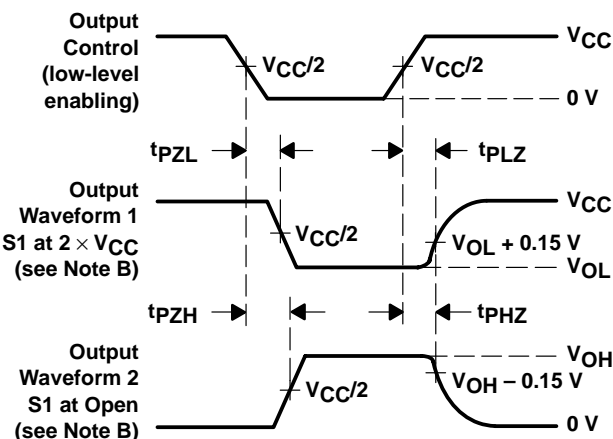 Output
Control
(low-level
enabling)
VCC/2
VCC/2
VCC
0 V
tPZL
tPLZ
Output
Waveform 1
S1 at 2 × VCC
(see Note B)
VCC/2
VCC
VOL + 0.15 V
VOL
tPZH
tPHZ
Output
Waveform 2
S1 at Open
(see Note B)
VCC/2
VOH
VOH – 0.15 V
0 V